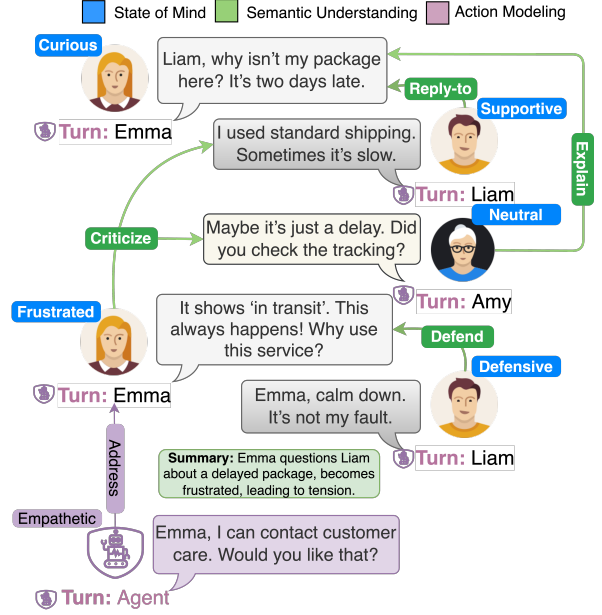 State of Mind
Semantic Understanding
Action Modeling
Curious
Liam, why isn't my package
here? It's two days late.
Turn: Emma
Reply-to
Supportive
I used standard shipping.
Sometimes it's slow.
Turn: Liam
Explain
Neutral
Criticize
Maybe it's just a delay. Did
you check the tracking?
Turn: Amy
Frustrated
It shows 'in transit'. This
always happens! Why use
this service?
Defend
Turn: Emma
Defensive
Emma, calm down.
It's not my fault.
Turn: Liam
Address
Summary: Emma questions Liam
about a delayed package, becomes
frustrated, leading to tension.
Empathetic
Emma, I can contact customer
care. Would you like that?
Turn: Agent